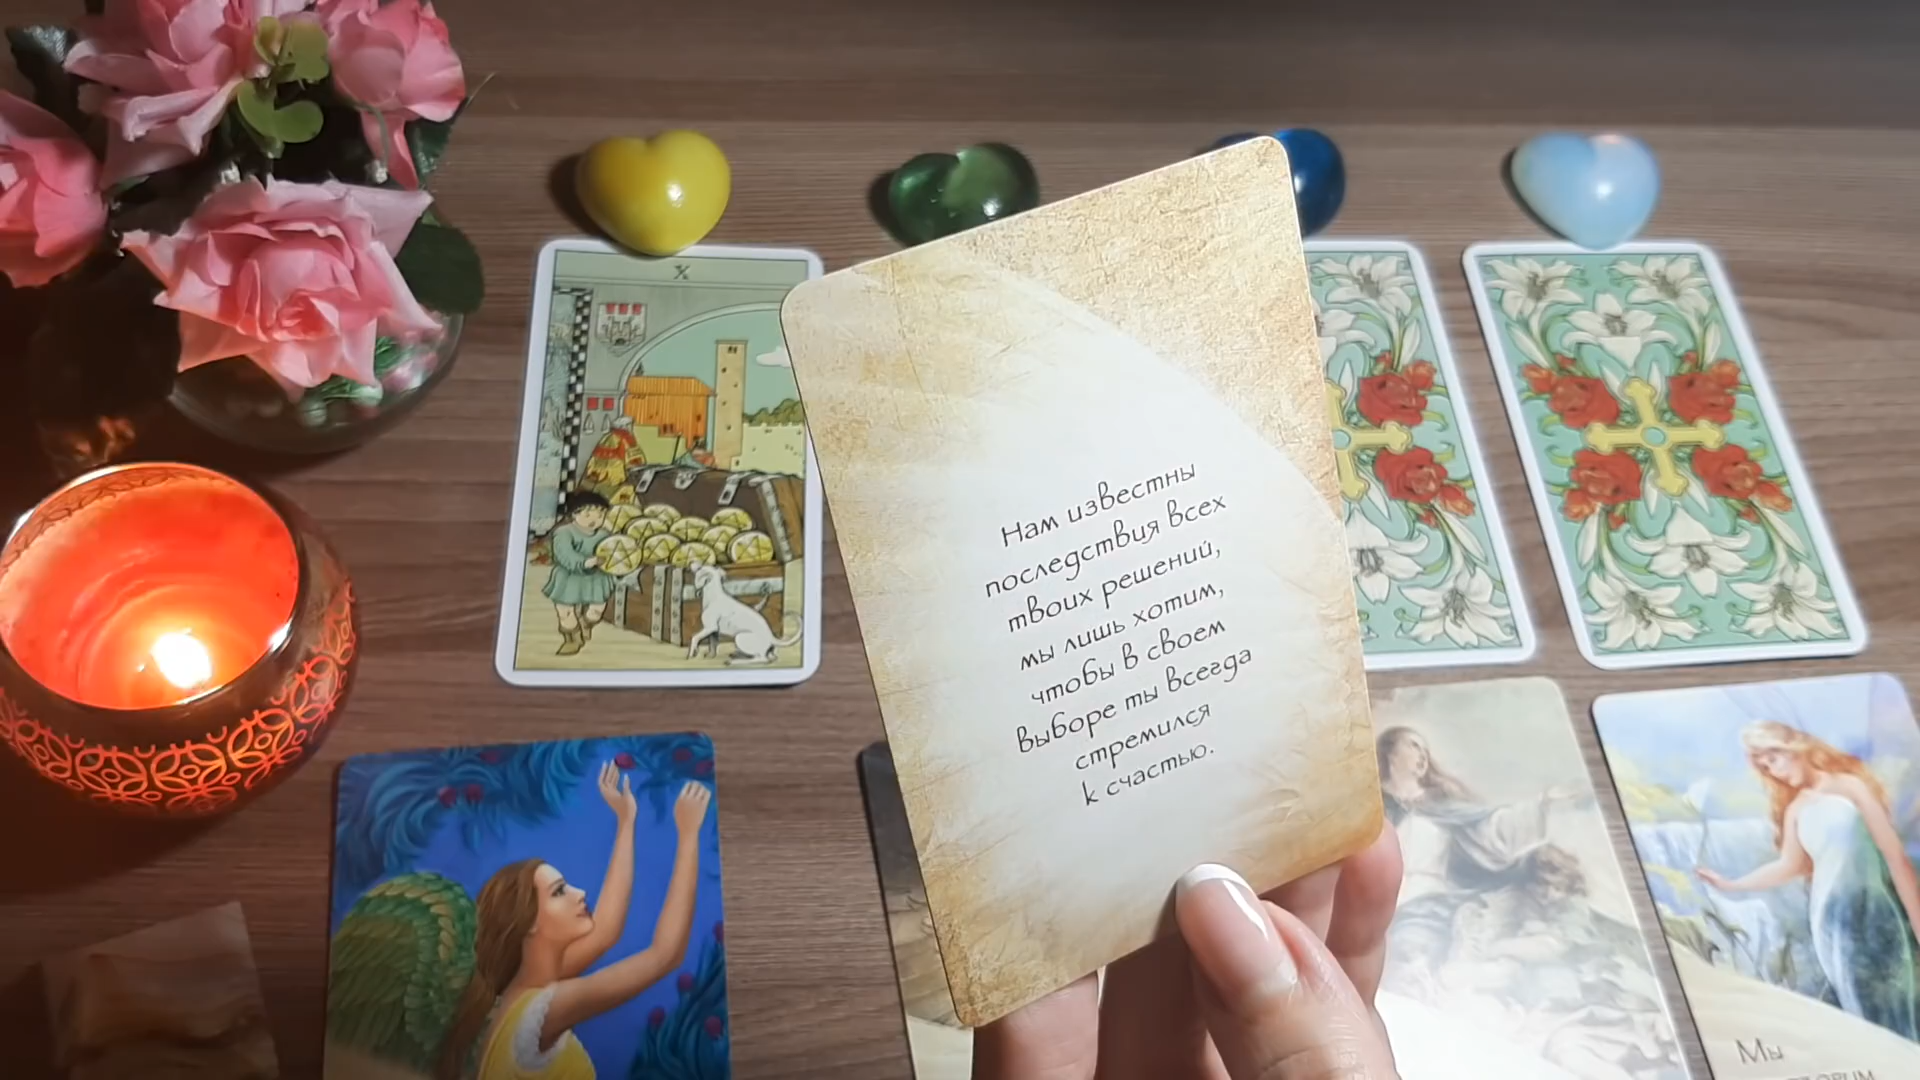 X
Нам известны
последствия всех
твоих решений,
мы лишь хотим,
чтобы в своем
выборе ты всегда
стремился
к счастью.
Мы